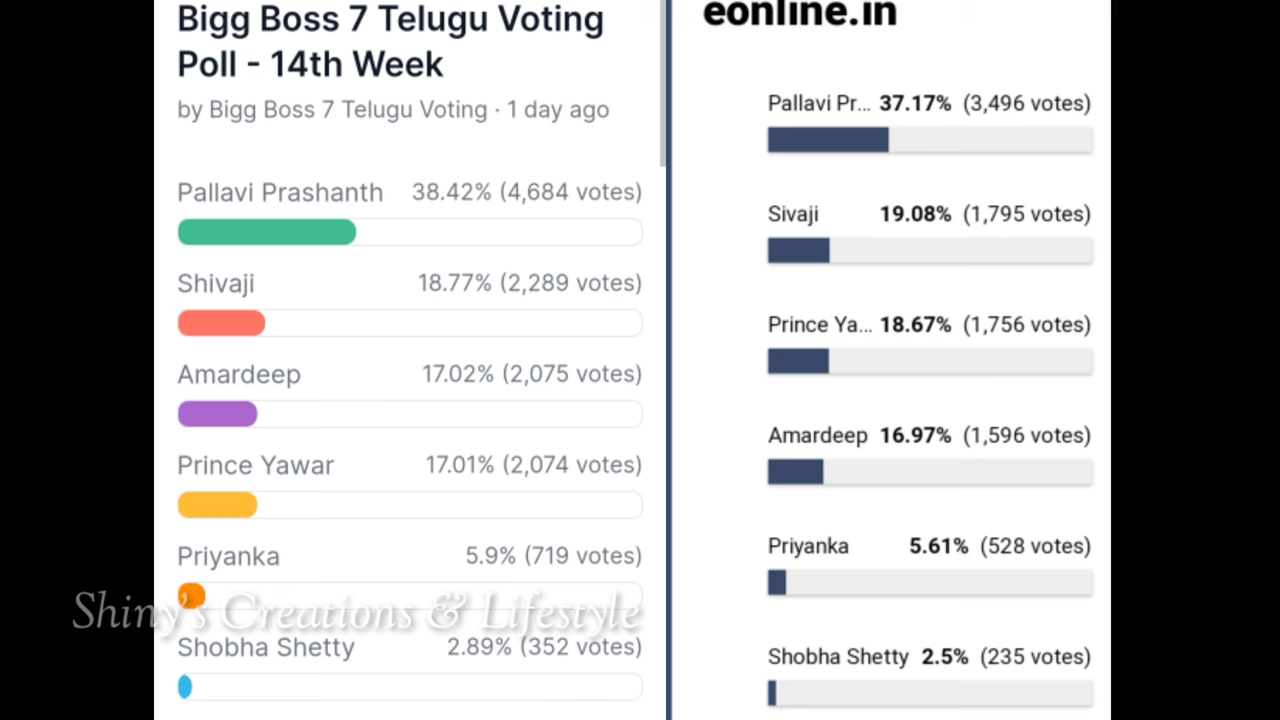 Bigg Boss 7 Telugu Voting
Poll - 14th Week
by Bigg Boss 7 Telugu Voting · 1 day ago
Pallavi Prashanth 38.42% (4,684 votes)
Shivaji 18.77% (2,289 votes)
Amardeep 17.02% (2,075 votes)
Prince Yawar 17.01% (2,074 votes)
Priyanka 5.9% (719 votes)
Shiny's Creations & Lifestyle
Shobha Shetty 2.89% (352 votes)
eonline.in
Pallavi Pr... 37.17% (3,496 votes)
Sivaji 19.08% (1,795 votes)
Prince Ya... 18.67% (1,756 votes)
Amardeep 16.97% (1,596 votes)
Priyanka 5.61% (528 votes)
Shobha Shetty 2.5% (235 votes)